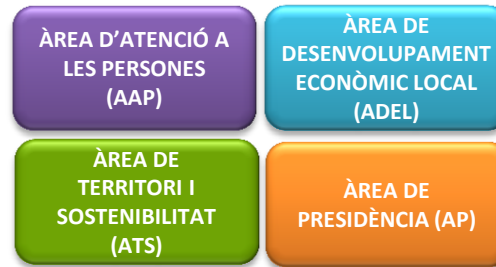 ÀREA D’ATENCIÓ A
LES PERSONES
(AAP)
ÀREA DE
DESENVOLUPAMENT
ECONÒMIC LOCAL
(ADEL)
ÀREA DE
TERRITORI I
SOSTENIBILITAT
(ATS)
ÀREA DE
PRESIDÈNCIA (AP)